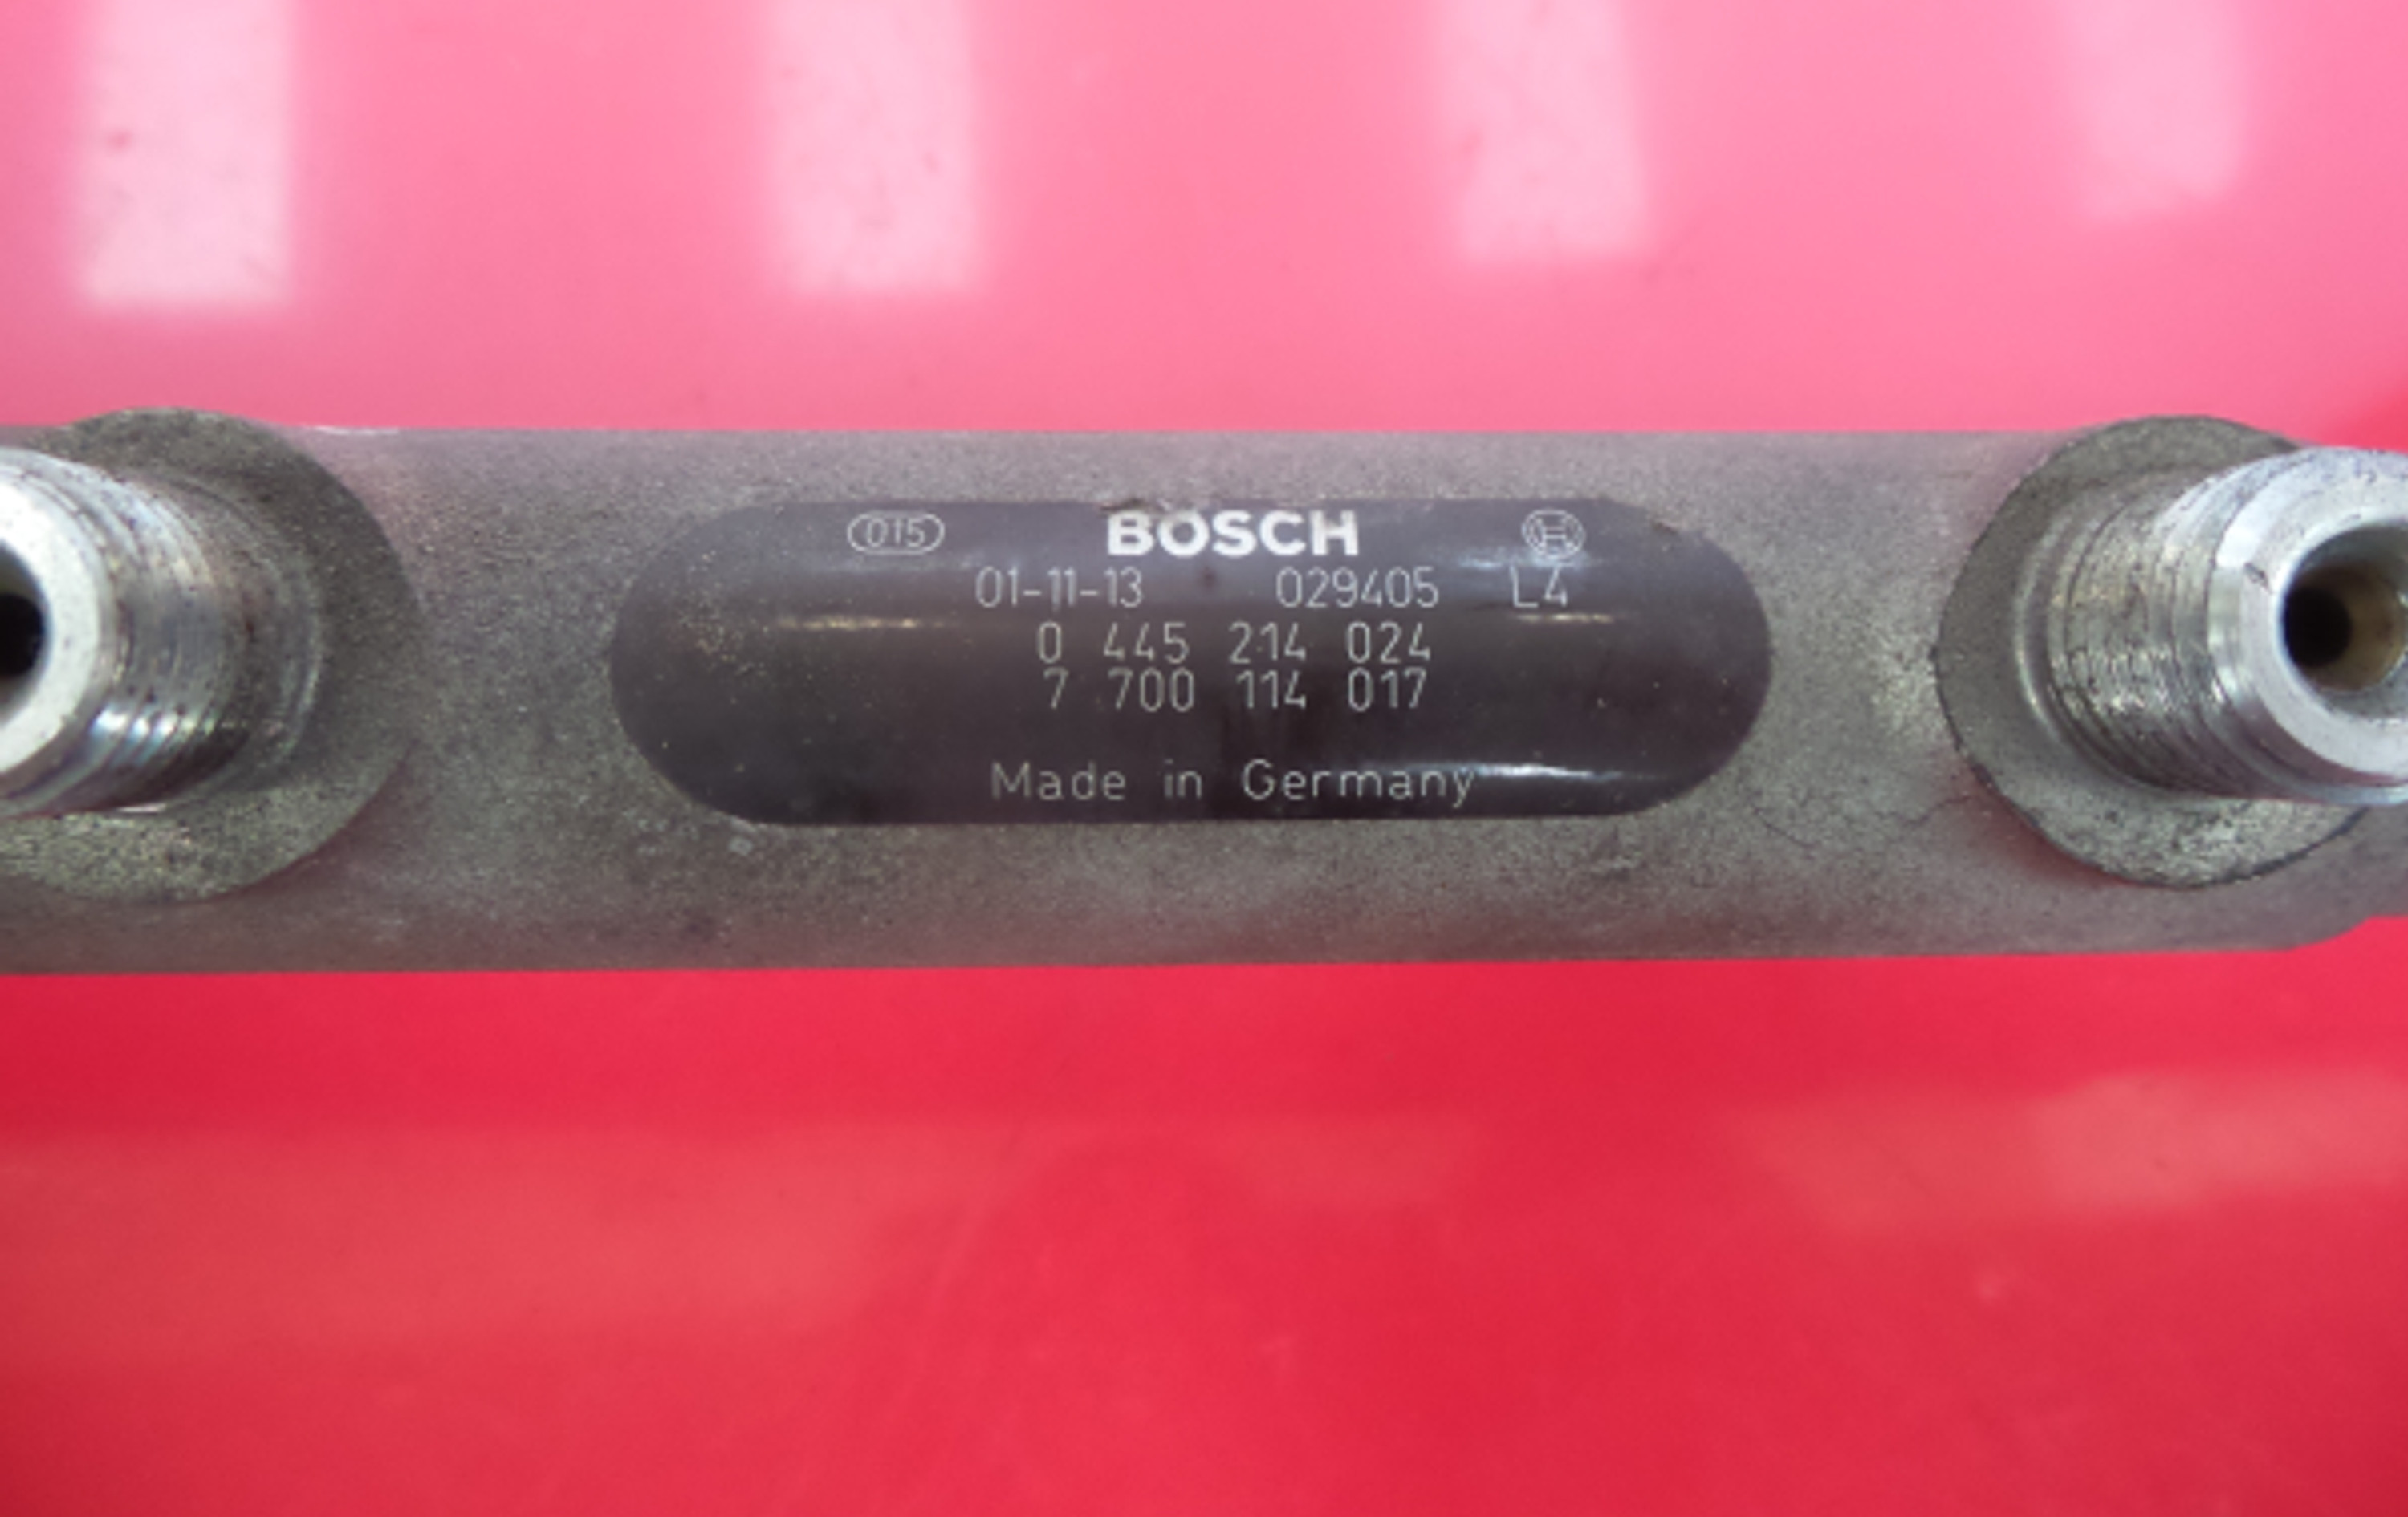 015 BOSCH
01-11-13 029405 L4
0 445 214 024
7 700 114 017
Made in Germany